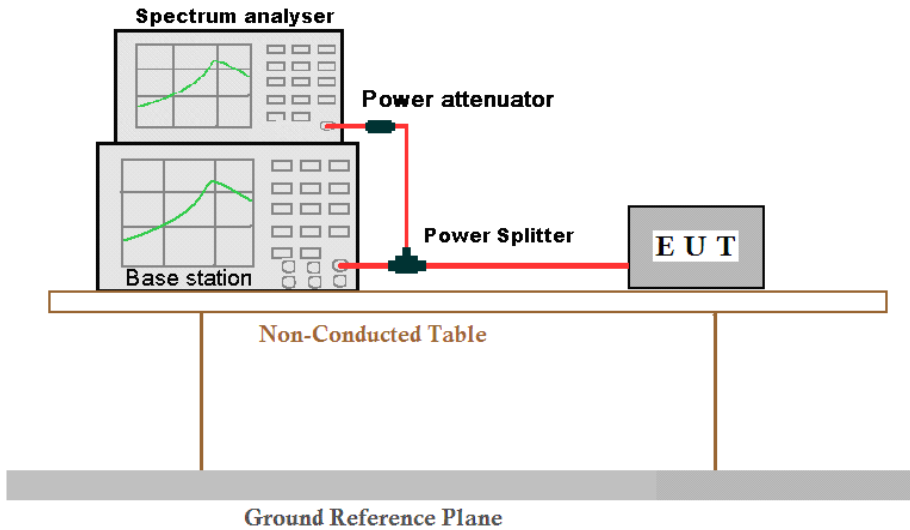 Spectrum analyser
Power attenuator
Power Splitter
E U T
Base station
Non-Conducted Table
Ground Reference Plane